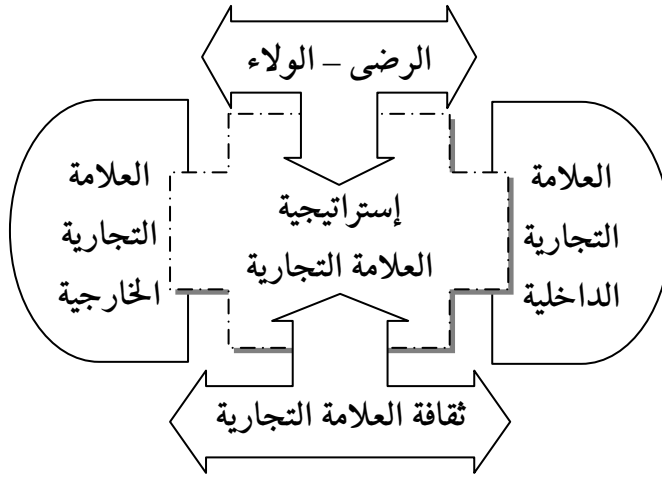 الرضى – الولاء
العلامة
التجارية
الداخلية
إستراتيجية
العلامة التجارية
العلامة
التجارية
الخارجية
ثقافة العلامة التجارية